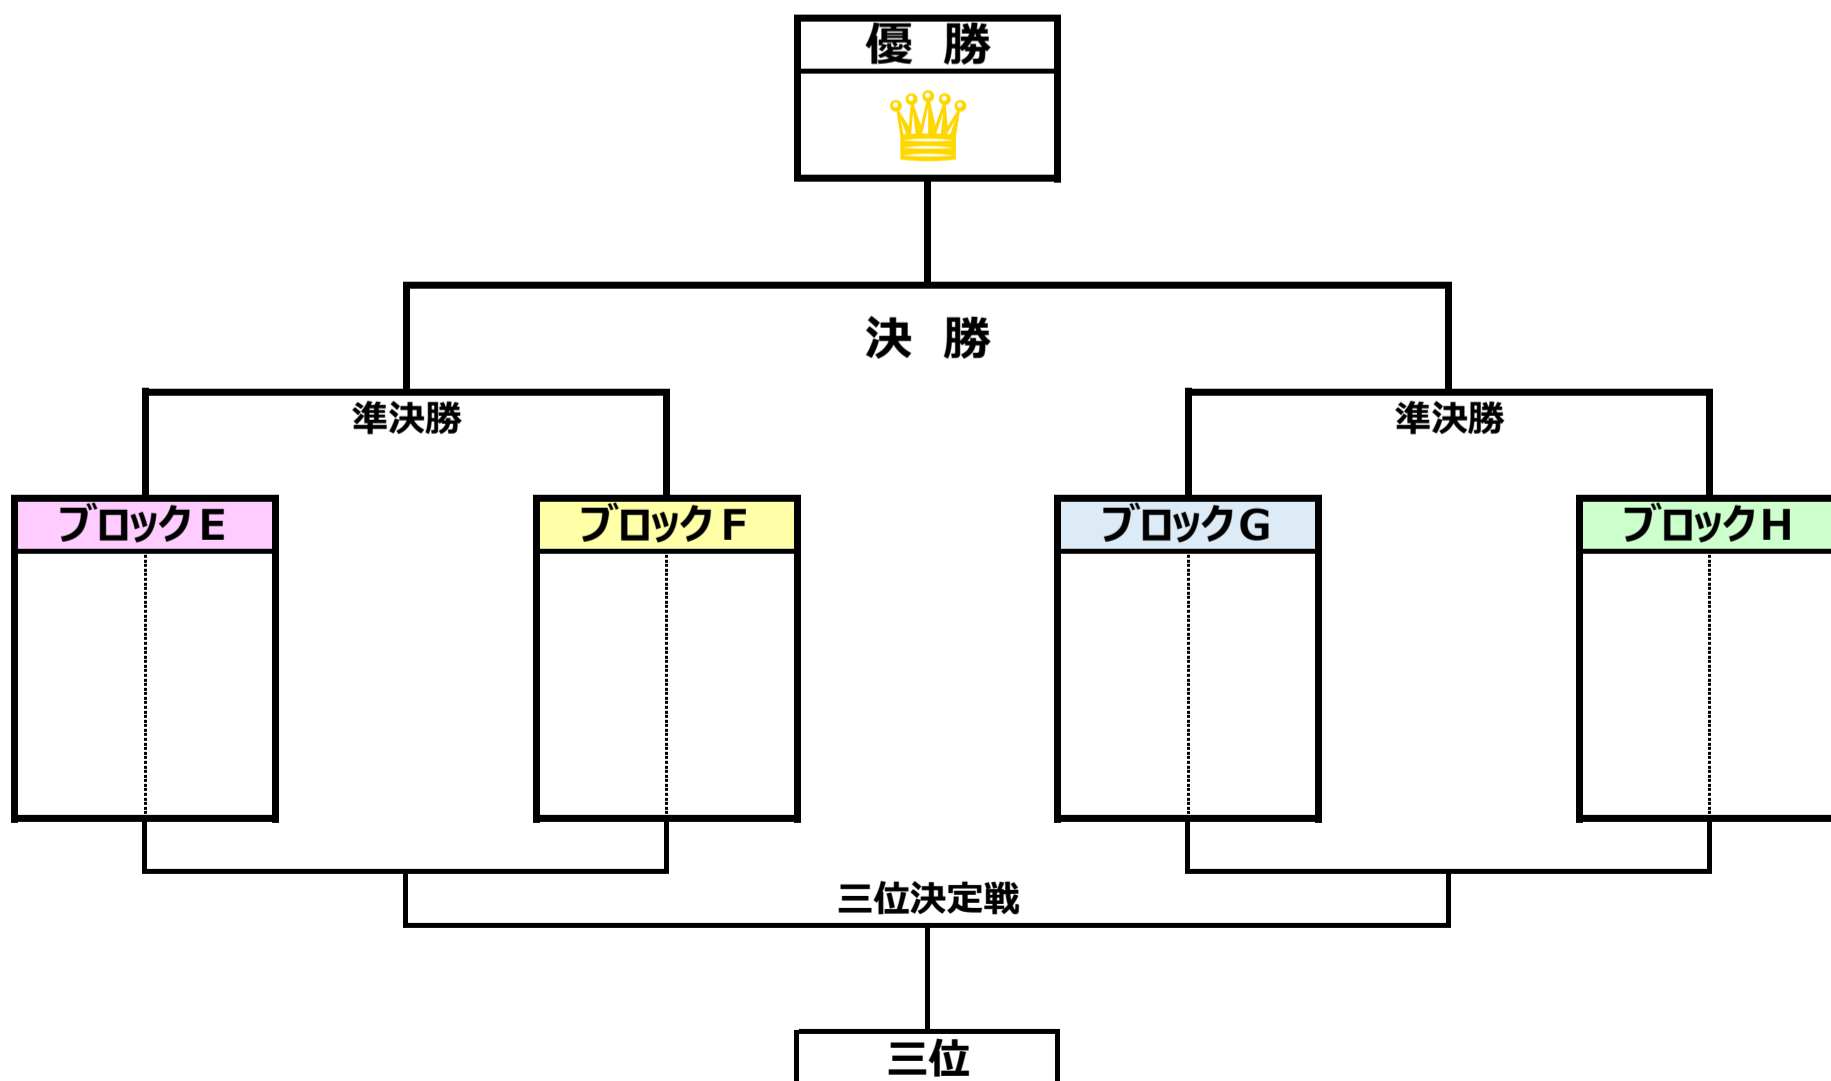 優 勝
決 勝
準決勝
準決勝
ブロックE
ブロックF
ブロックG
ブロックH
三位決定戦
三位